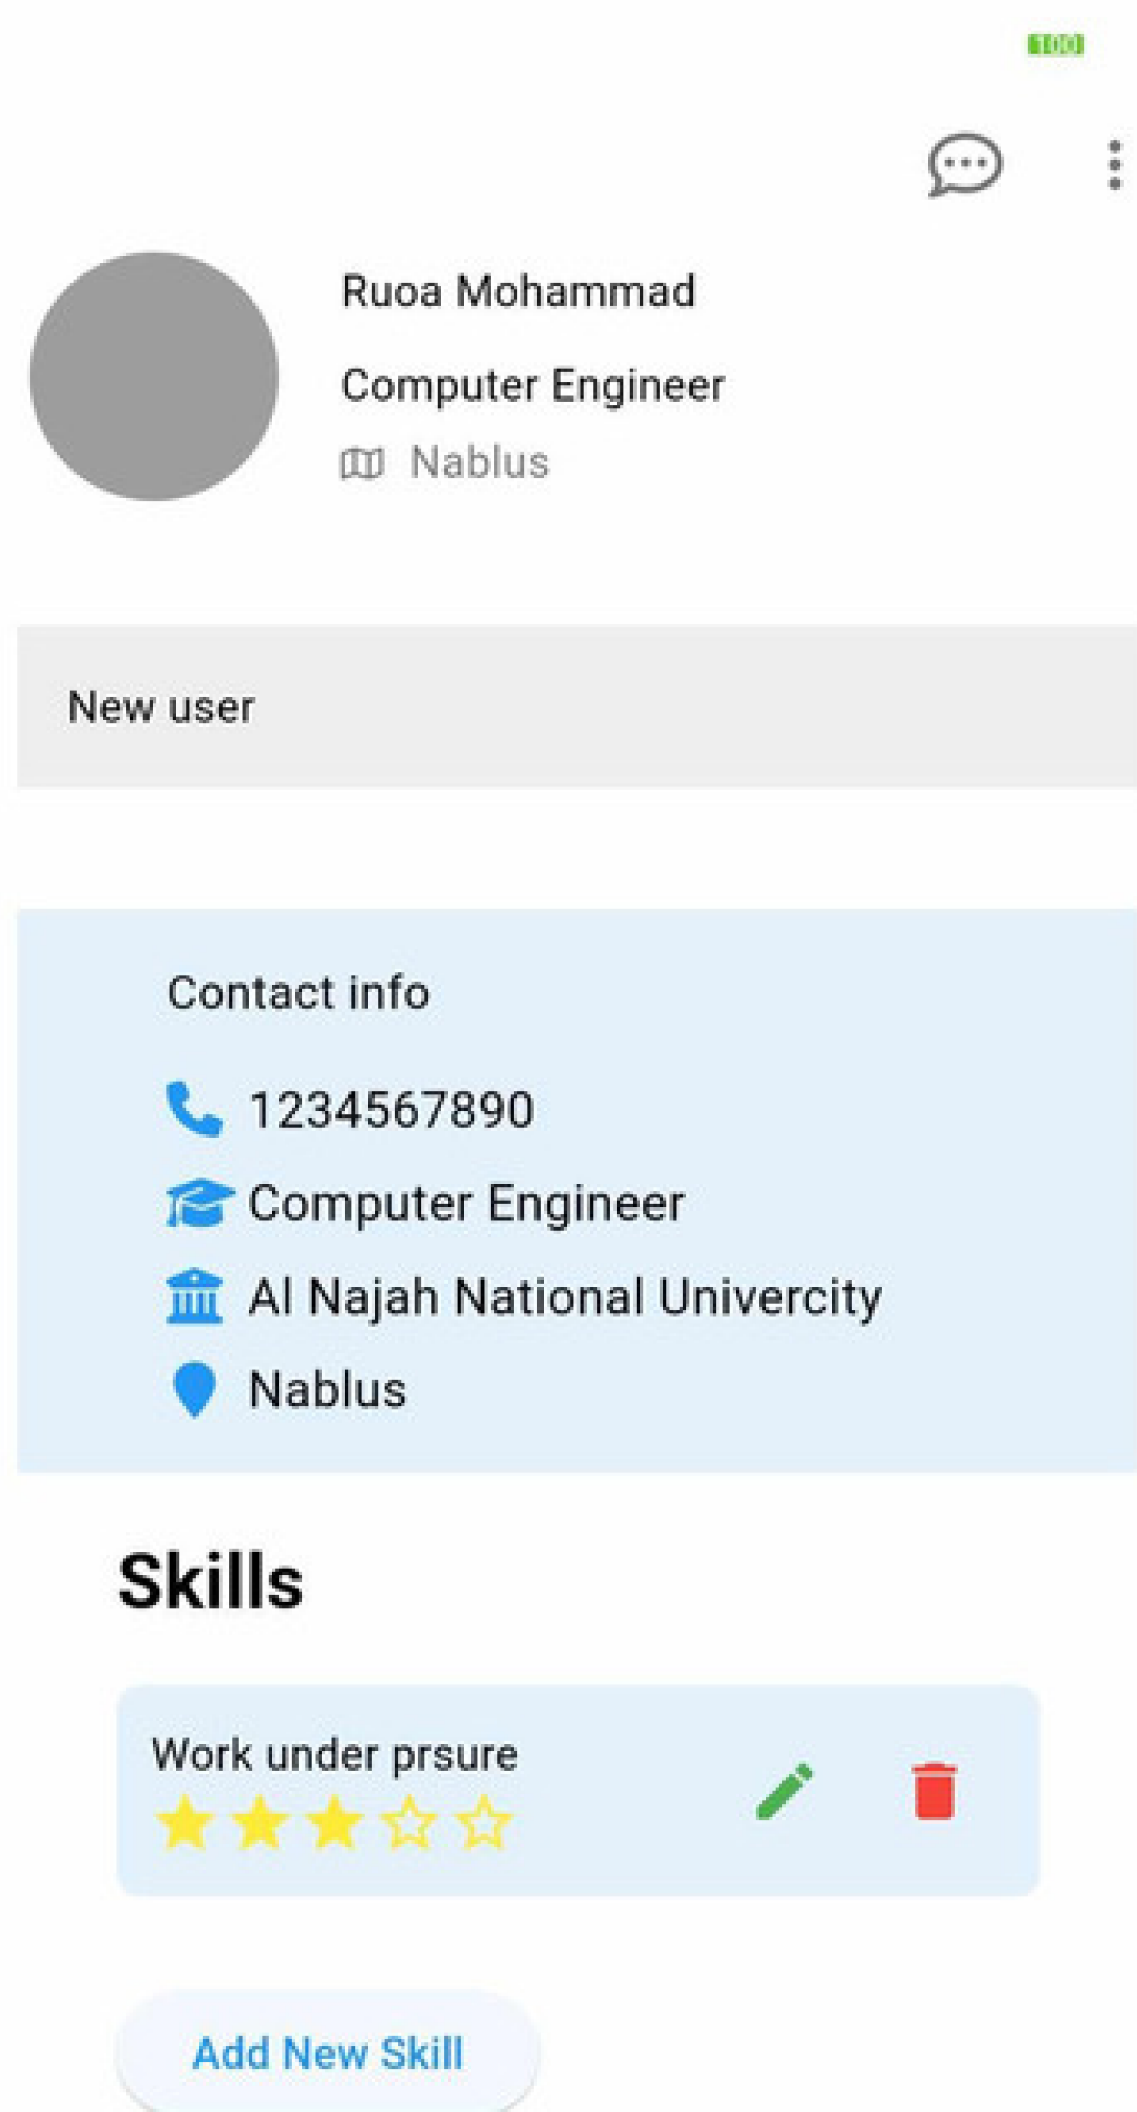 100
Ruoa Mohammad
Computer Engineer
Nablus
New user
Contact info
1234567890
Computer Engineer
Al Najah National Univercity
Nablus
Skills
Work under prsure
Add New Skill